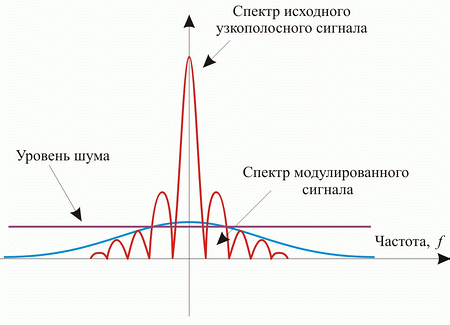 Спектр исходного
узкополосного сигнала
Уровень шума
Спектр модулированного
сигнала
Частота, f